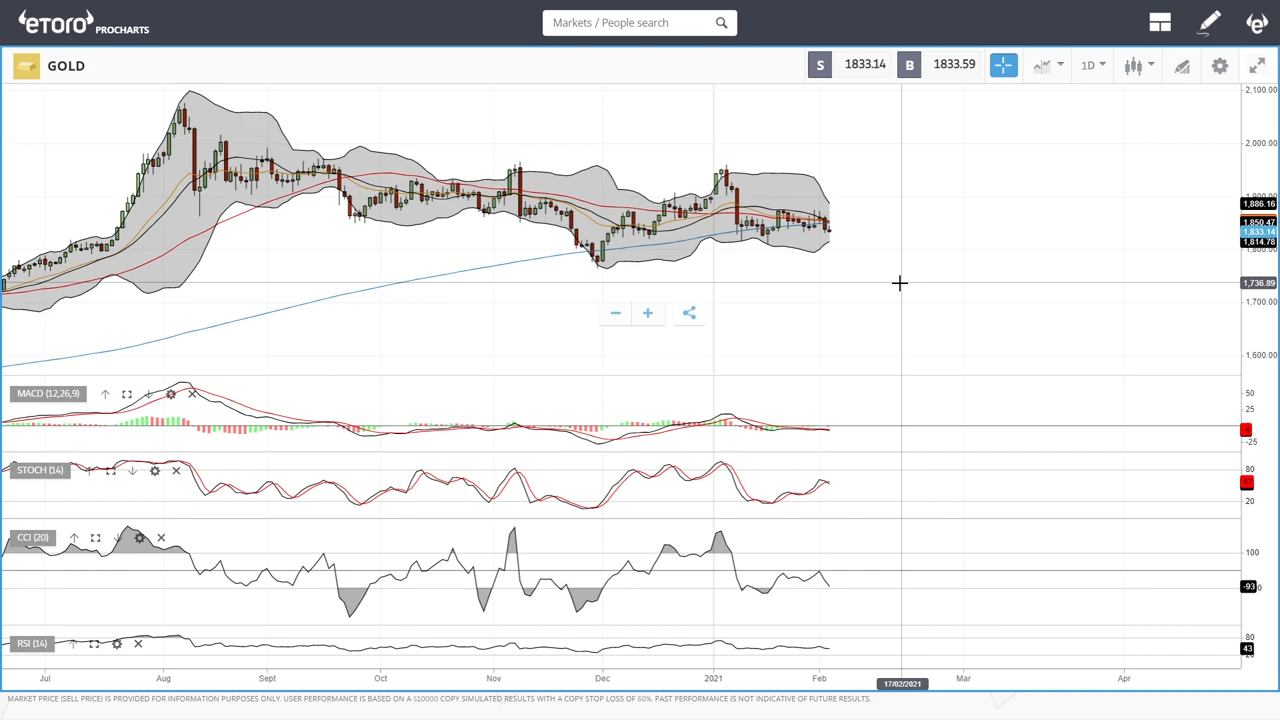 eToro PROCHARTS
Markets / People search
GOLD
S 1833.14 B 1833.59
1D
2,100.00
2,000.00
1,886.16
1,850.47
1,833.14
1,814.78
1,736.89
1,700.00
1,600.00
MACD (12,26,9)
50
25
-25
STOCH (14)
80
20
CCI (20)
100
-93
RSI (14)
80
43
Jul Aug Sept Oct Nov Dec 2021 Feb 17/02/2021 Mar Apr
MARKET PRICE (SELL PRICE) IS PROVIDED FOR INFORMATION PURPOSES ONLY. USER PERFORMANCE IS BASED ON A $10000 COPY SIMULATED RESULTS WITH A COPY STOP LOSS OF 60%. PAST PERFORMANCE IS NOT INDICATIVE OF FUTURE RESULTS.